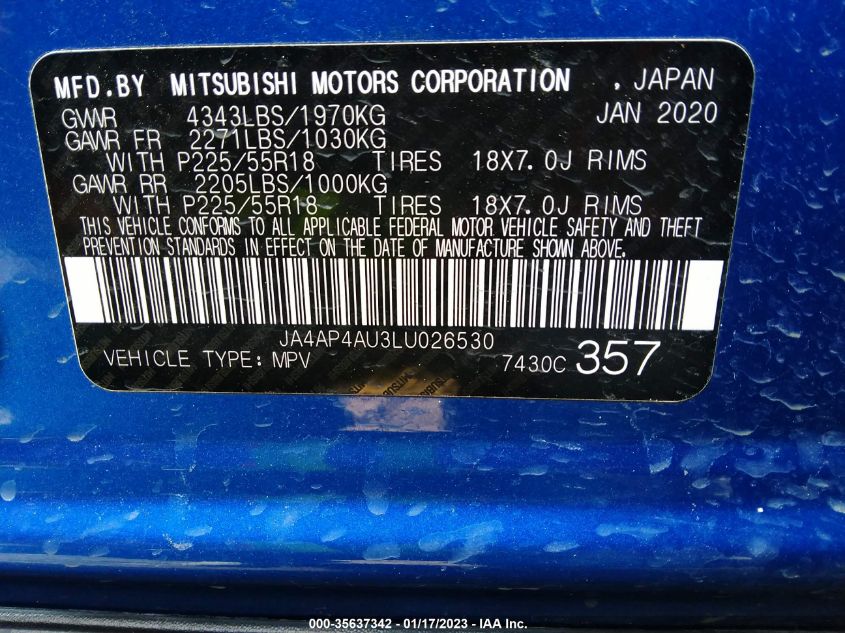 MFD.BY MITSUBISHI MOTORS CORPORATION , JAPAN
GVWR 4343LBS/1970KG JAN 2020
GAWR FR 2271LBS/1030KG
WITH P225/55R18 TIRES 18X7.0J RIMS
GAWR RR 2205LBS/1000KG
WITH P225/55R18 TIRES 18X7.0J RIMS
THIS VEHICLE CONFORMS TO ALL APPLICABLE FEDERAL MOTOR VEHICLE SAFETY AND THEFT
PREVENTION STANDARDS IN EFFECT ON THE DATE OF MANUFACTURE SHOWN ABOVE.
JA4AP4AU3LU026530
VEHICLE TYPE: MPV 7430C 357
000-35637342 - 01/17/2023 - IAA Inc.